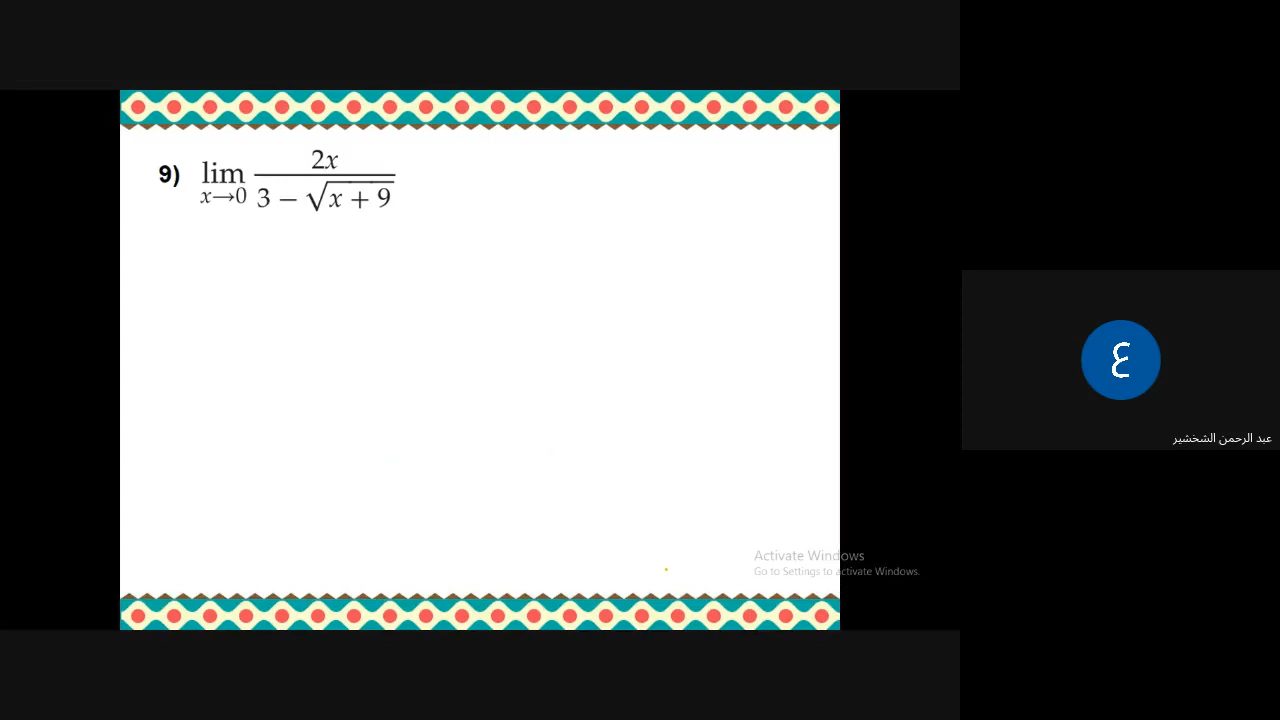 9) lim x→0 2x / 3 − √x + 9
Activate Windows
Go to Settings to activate Windows.
ع
عبد الرحمن الشخشير